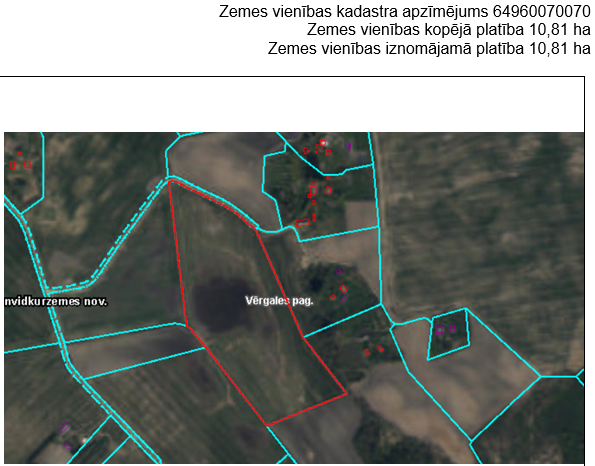 Zemes vienības kadastra apzīmējums 64960070070
Zemes vienības kopējā platība 10,81 ha
Zemes vienības iznomājamā platība 10,81 ha
nvidkurzemes nov.
Vērgales pag.